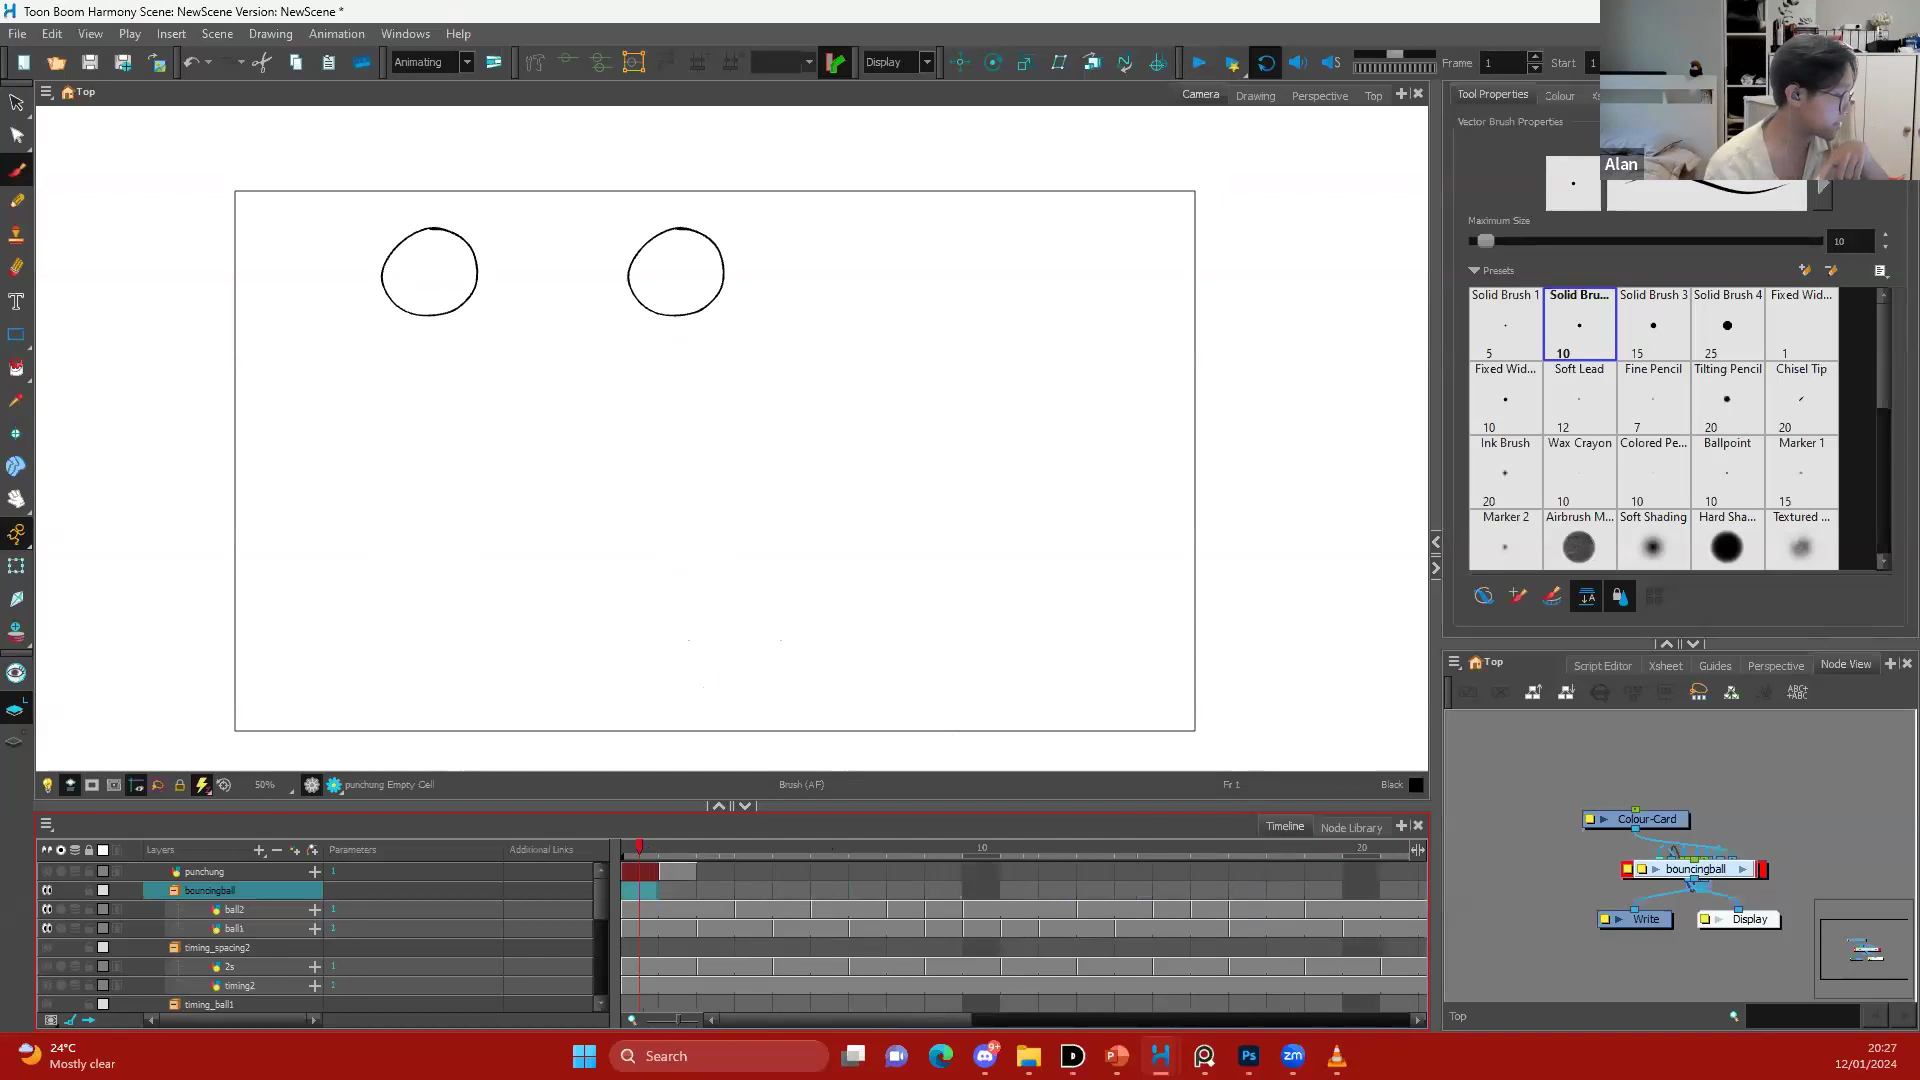 Toon Boom Harmony Scene: NewScene Version: NewScene *
File Edit View Play Insert Scene Drawing Animation Windows Help
Animating
Display
Frame 1 Start 1
Top
Camera Drawing Perspective Top
Tool Properties Colour
Vector Brush Properties
Alan
Maximum Size
10
Presets
Solid Brush 1 Solid Bru... Solid Brush 3 Solid Brush 4 Fixed Wid...
5 10 15 25 1
Fixed Wid... Soft Lead Fine Pencil Tilting Pencil Chisel Tip
10 12 7 20 20
Ink Brush Wax Crayon Colored Pe... Ballpoint Marker 1
20 10 10 10 15
Marker 2 Airbrush M... Soft Shading Hard Sha... Textured ...
Top
Script Editor Xsheet Guides Perspective Node View
ABC+
+ABC
Colour-Card
bouncingball
Write Display
Top
50% punchung Empty Cell Brush (AF) Fr 1 Black
Timeline Node Library
Layers Parameters Additional Links 10 20
punchung 1
bouncingball
ball2 1
ball1 1
timing_spacing2
2s 1
timing2 1
timing_ball1
24°C
Mostly clear
Search
9+
20:27
12/01/2024